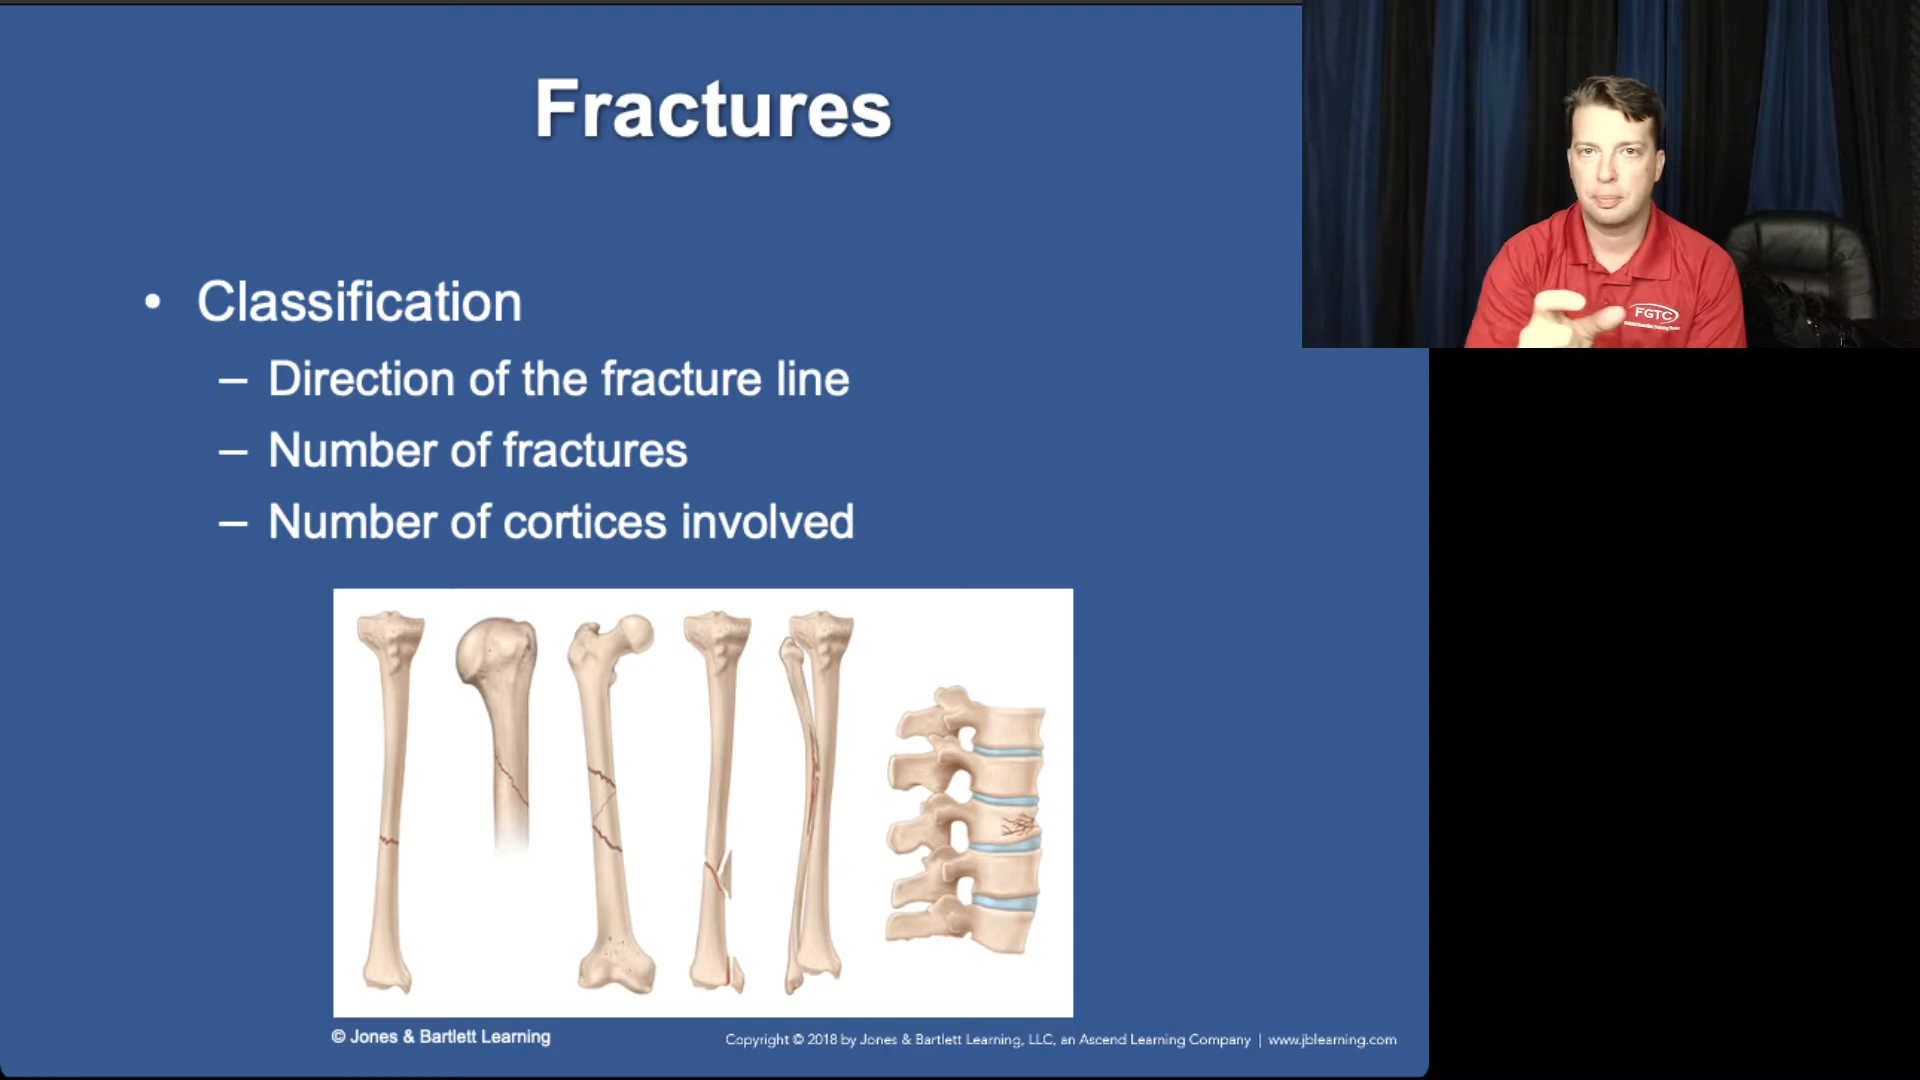 Fractures
• Classification
– Direction of the fracture line
– Number of fractures
– Number of cortices involved
© Jones & Bartlett Learning
Copyright © 2018 by Jones & Bartlett Learning, LLC, an Ascend Learning Company | www.jblearning.com
FGTC